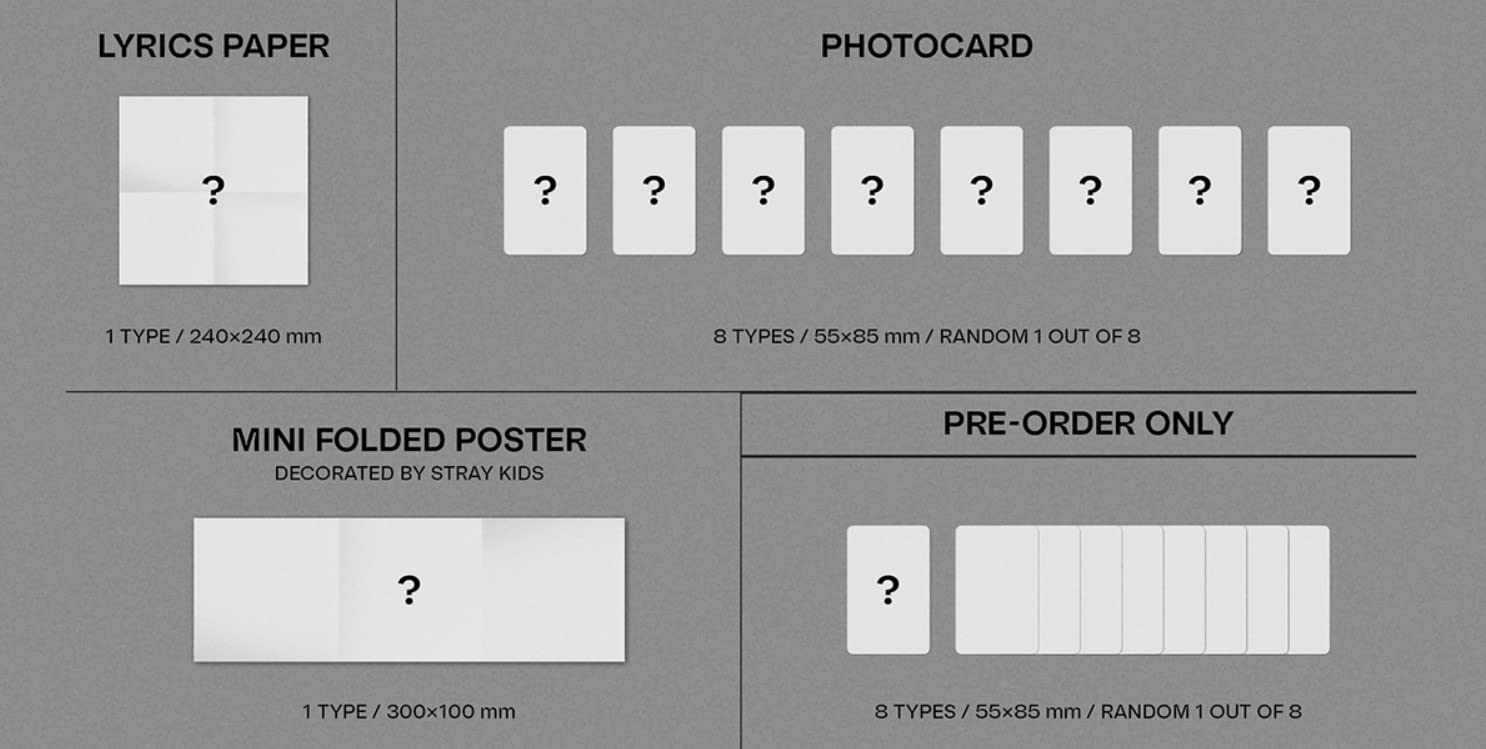 LYRICS PAPER
?
1 TYPE / 240×240 mm
PHOTOCARD
? ? ? ? ? ? ? ?
8 TYPES / 55×85 mm / RANDOM 1 OUT OF 8
MINI FOLDED POSTER
DECORATED BY STRAY KIDS
?
1 TYPE / 300×100 mm
PRE-ORDER ONLY
?
8 TYPES / 55×85 mm / RANDOM 1 OUT OF 8